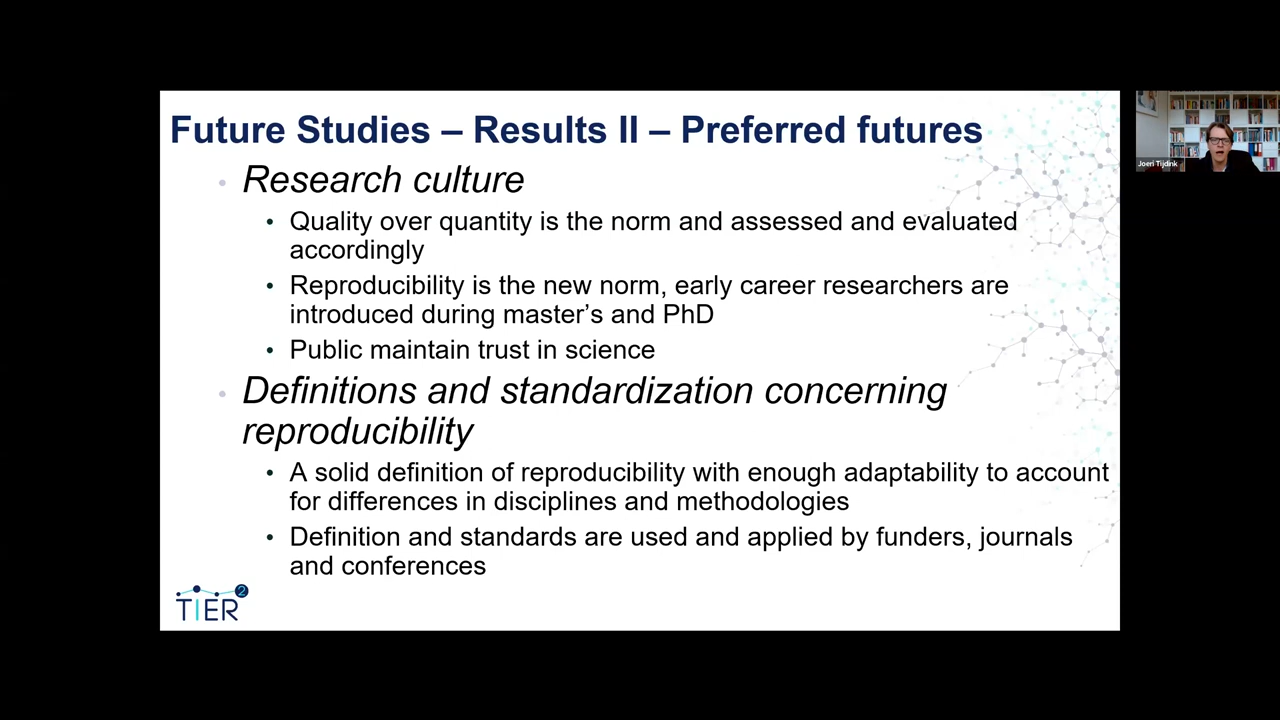 Future Studies – Results II – Preferred futures
• Research culture
• Quality over quantity is the norm and assessed and evaluated
accordingly
• Reproducibility is the new norm, early career researchers are
introduced during master’s and PhD
• Public maintain trust in science
• Definitions and standardization concerning
reproducibility
• A solid definition of reproducibility with enough adaptability to account
for differences in disciplines and methodologies
• Definition and standards are used and applied by funders, journals
and conferences
TIER2
Joeri Tijdink